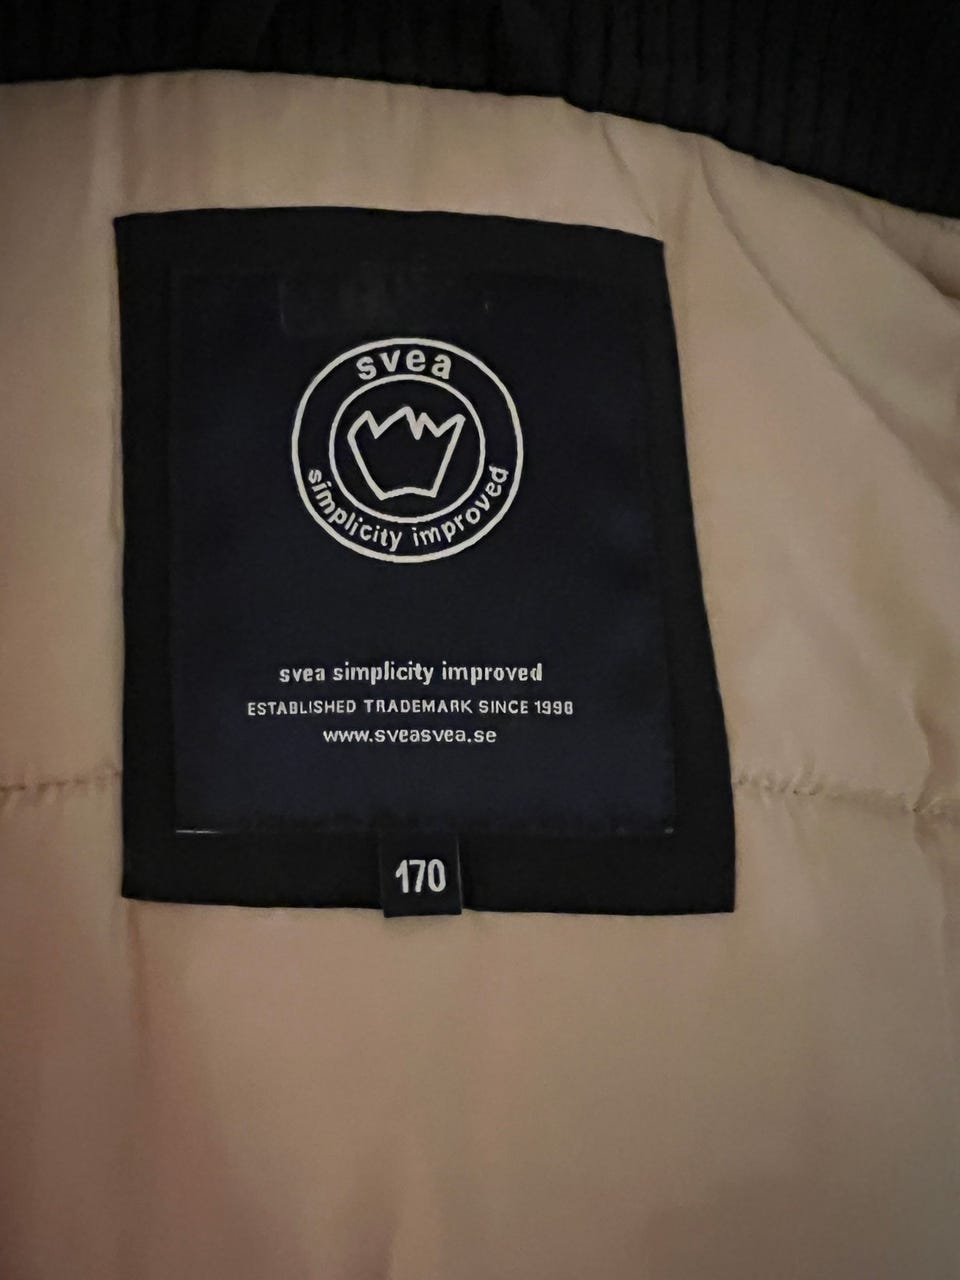 svea
simplicity improved
svea simplicity improved
ESTABLISHED TRADEMARK SINCE 1998
www.sveasvea.se
170